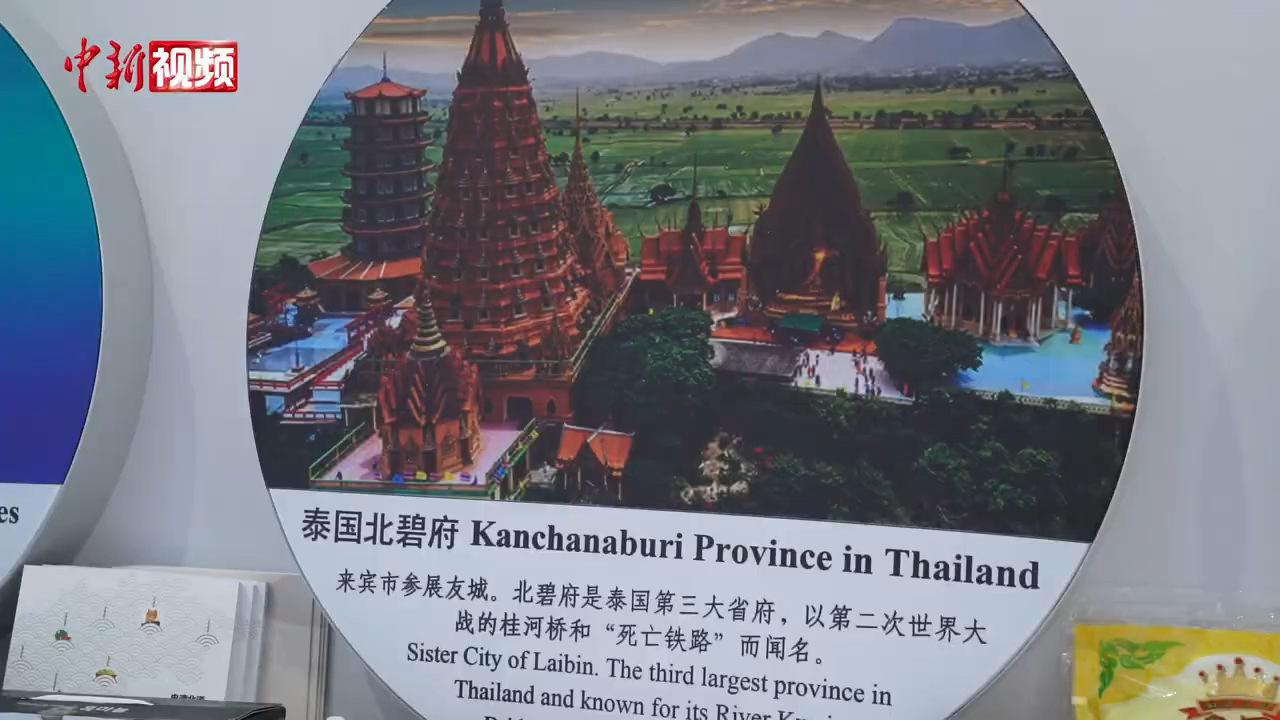 中新视频
es
泰国北碧府 Kanchanaburi Province in Thailand
来宾市参展友城。北碧府是泰国第三大省府，以第二次世界大
战的桂河桥和“死亡铁路”而闻名。
Sister City of Laibin. The third largest province in
Thailand and known for its River